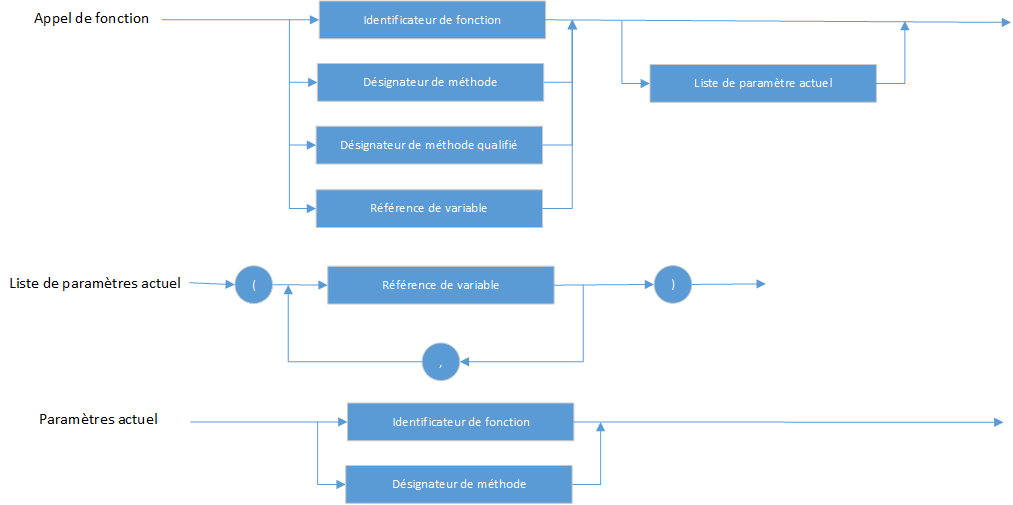 Appel de fonction
Identificateur de fonction
Désignateur de méthode
Liste de paramètre actuel
Désignateur de méthode qualifié
Référence de variable
Liste de paramètres actuel
(
Référence de variable
)
,
Paramètres actuel
Identificateur de fonction
Désignateur de méthode